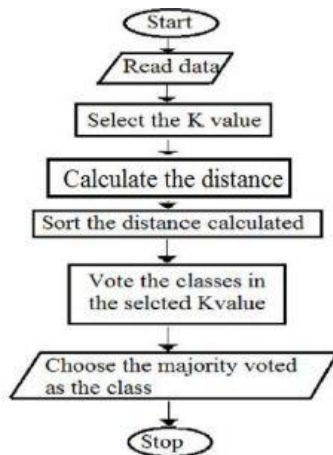 Start
Read data
Select the K value
Calculate the distance
Sort the distance calculated
Vote the classes in
the selcted Kvalue
Choose the majority voted
as the class
Stop